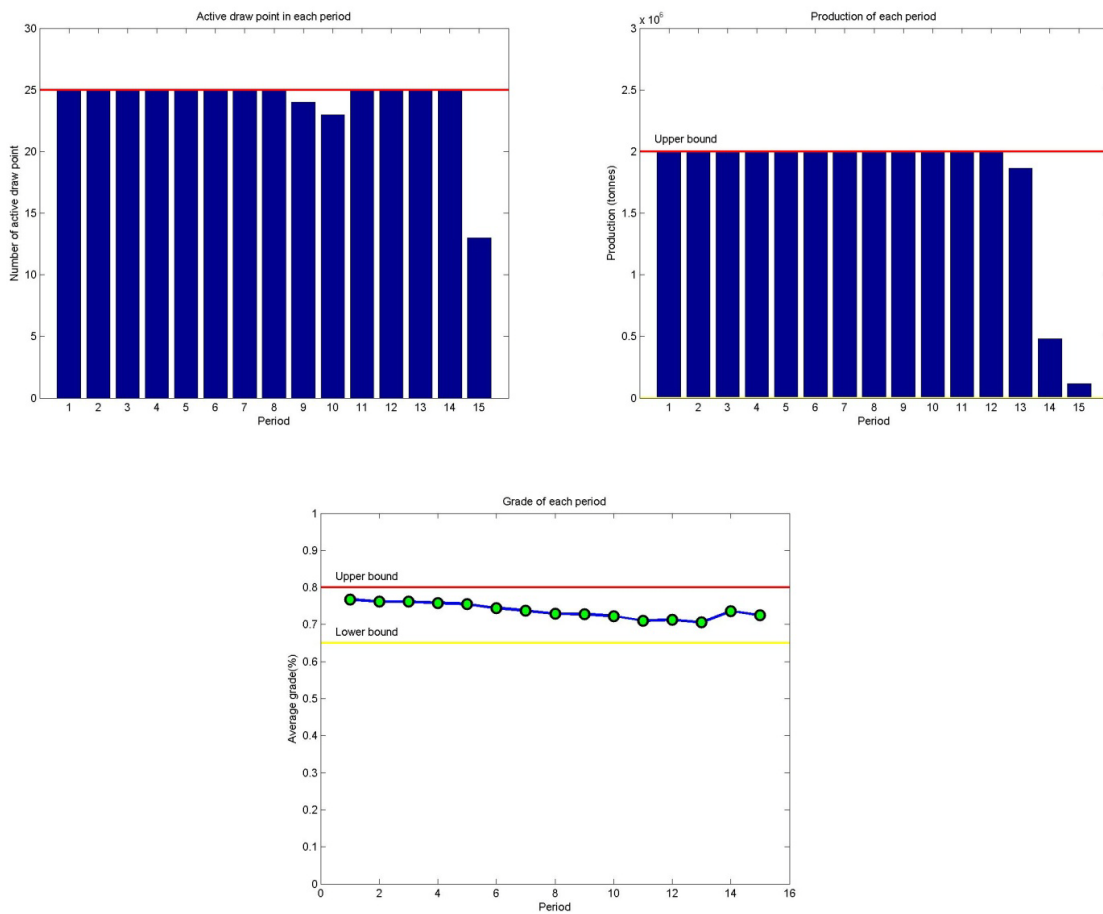 Active draw point in each period
30
25
20
15
10
5
0
Number of active draw point
1 2 3 4 5 6 7 8 9 10 11 12 13 14 15
Period
Production of each period
3 x 10^6
2.5
2
1.5
1
0.5
0
Upper bound
Production (tonnes)
1 2 3 4 5 6 7 8 9 10 11 12 13 14 15
Period
Grade of each period
1
0.9
0.8
0.7
0.6
0.5
0.4
0.3
0.2
0.1
0
Upper bound
Lower bound
Average grade(%)
0 2 4 6 8 10 12 14 16
Period